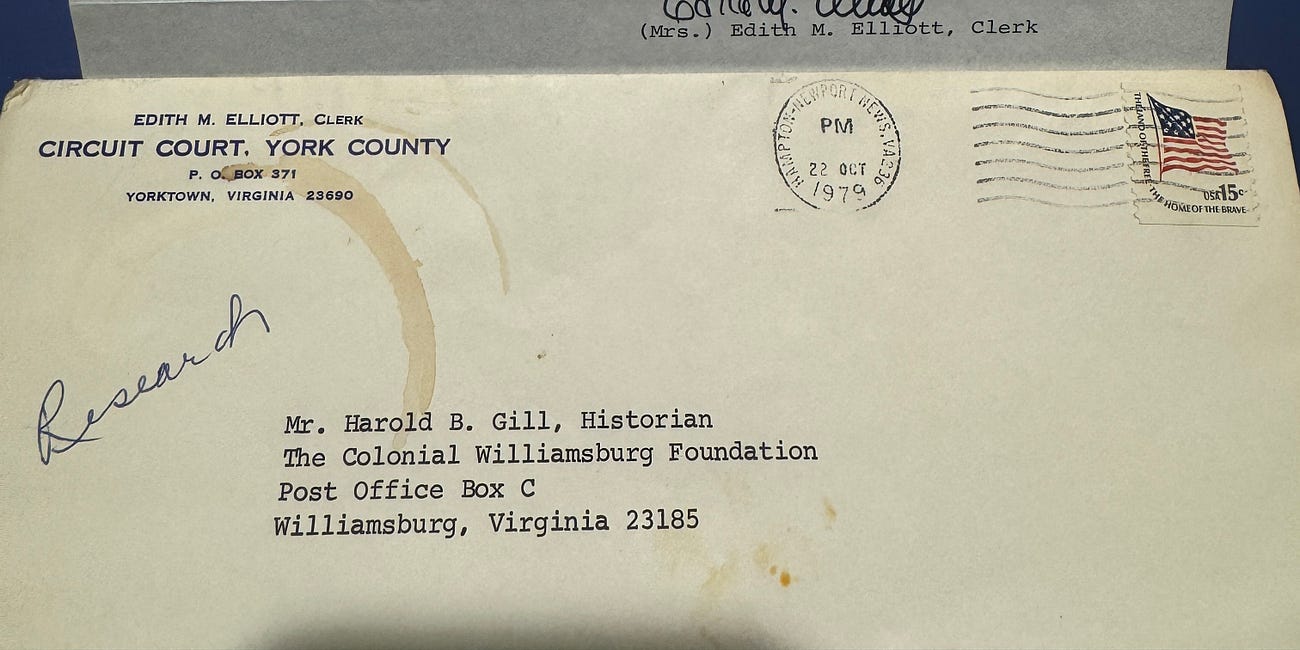 (Mrs.) Edith M. Elliott, Clerk
EDITH M. ELLIOTT, CLERK
CIRCUIT COURT, YORK COUNTY
P. O. BOX 371
YORKTOWN, VIRGINIA 23690
HAMPTON-NEWPORT NEWS, VA 236
PM
22 OCT
1979
THE LAND OF THE FREE · THE HOME OF THE BRAVE
USA 15c
Research
Mr. Harold B. Gill, Historian
The Colonial Williamsburg Foundation
Post Office Box C
Williamsburg, Virginia 23185